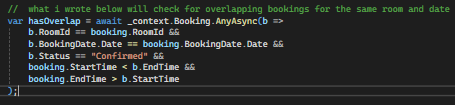 // what i wrote below will check for overlapping bookings for the same room and date
var hasOverlap = await _context.Booking.AnyAsync(b =>
b.RoomId == booking.RoomId &&
b.BookingDate.Date == booking.BookingDate.Date &&
b.Status == "Confirmed" &&
booking.StartTime < b.EndTime &&
booking.EndTime > b.StartTime
);